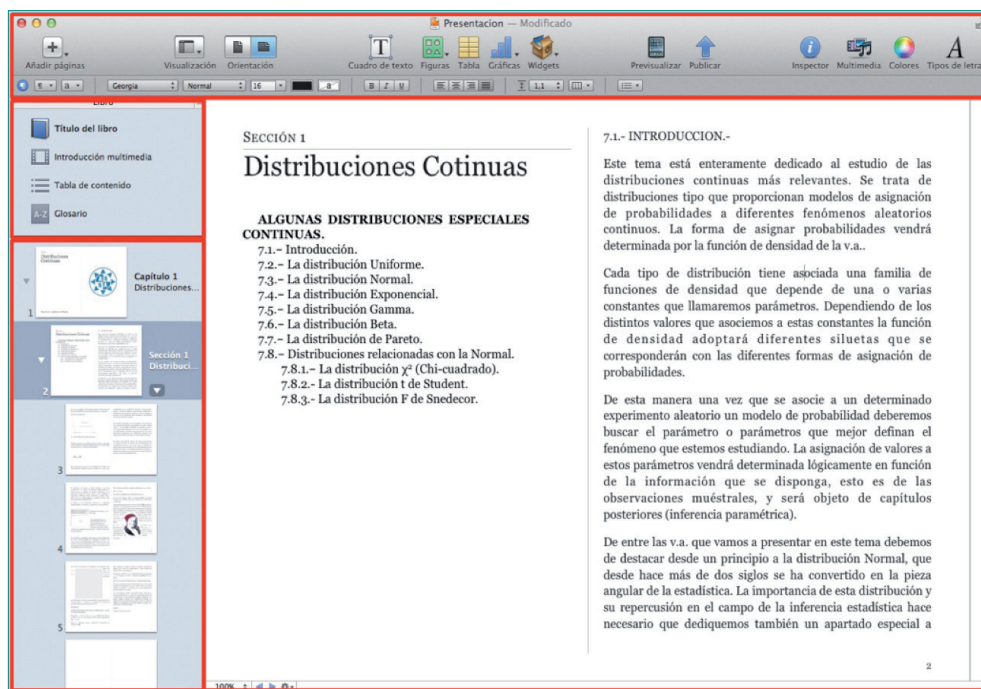 Presentacion — Modificado
Añadir páginas Visualización Orientación Cuadro de texto Figuras Tabla Gráficas Widgets Previsualizar Publicar Inspector Multimedia Colores Tipos de letra
¶ a Georgia Normal 16 a B I U 1,1
Libro
Título del libro
Introducción multimedia
Tabla de contenido
A-Z Glosario
Distribuciones
Continuas
Capítulo 1
Distribuciones...
1
Sección 1
Distribuci...
2
3
4
5
SECCIÓN 1
Distribuciones Cotinuas
ALGUNAS DISTRIBUCIONES ESPECIALES
CONTINUAS.
7.1.– Introducción.
7.2.– La distribución Uniforme.
7.3.– La distribución Normal.
7.4.– La distribución Exponencial.
7.5.– La distribución Gamma.
7.6.– La distribución Beta.
7.7.– La distribución de Pareto.
7.8.– Distribuciones relacionadas con la Normal.
7.8.1.– La distribución χ² (Chi-cuadrado).
7.8.2.- La distribución t de Student.
7.8.3.- La distribución F de Snedecor.
7.1.- INTRODUCCION.-
Este tema está enteramente dedicado al estudio de las
distribuciones continuas más relevantes. Se trata de
distribuciones tipo que proporcionan modelos de asignación
de probabilidades a diferentes fenómenos aleatorios
continuos. La forma de asignar probabilidades vendrá
determinada por la función de densidad de la v.a..
Cada tipo de distribución tiene asociada una familia de
funciones de densidad que depende de una o varias
constantes que llamaremos parámetros. Dependiendo de los
distintos valores que asociemos a estas constantes la función
de densidad adoptará diferentes siluetas que se
corresponderán con las diferentes formas de asignación de
probabilidades.
De esta manera una vez que se asocie a un determinado
experimento aleatorio un modelo de probabilidad deberemos
buscar el parámetro o parámetros que mejor definan el
fenómeno que estemos estudiando. La asignación de valores a
estos parámetros vendrá determinada lógicamente en función
de la información que se disponga, esto es de las
observaciones muéstrales, y será objeto de capítulos
posteriores (inferencia paramétrica).
De entre las v.a. que vamos a presentar en este tema debemos
de destacar desde un principio a la distribución Normal, que
desde hace más de dos siglos se ha convertido en la pieza
angular de la estadística. La importancia de esta distribución y
su repercusión en el campo de la inferencia estadística hace
necesario que dediquemos también un apartado especial a
2
100%